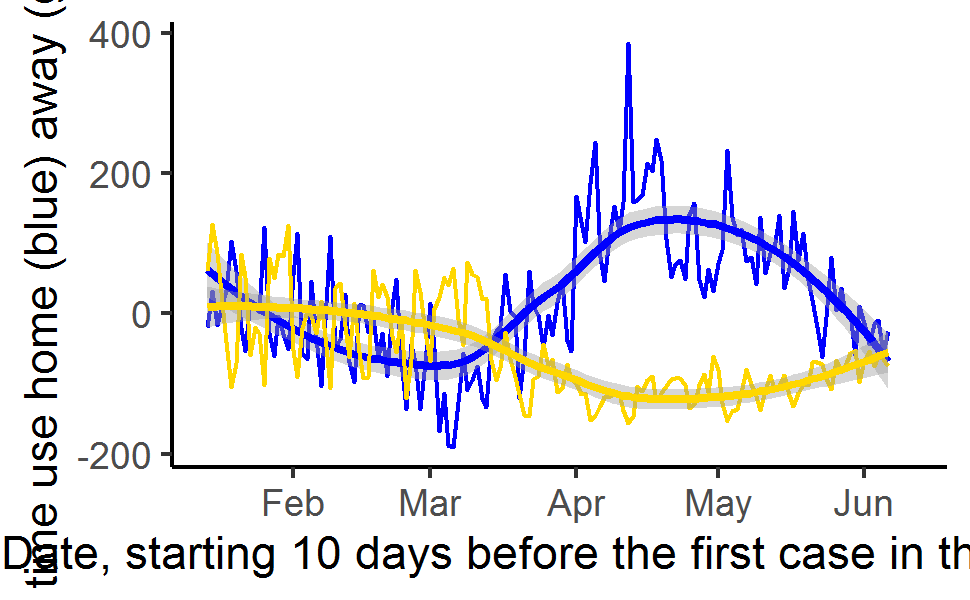 time use home (blue) away (
400
200
0
-200
Feb Mar Apr May Jun
Date, starting 10 days before the first case in th